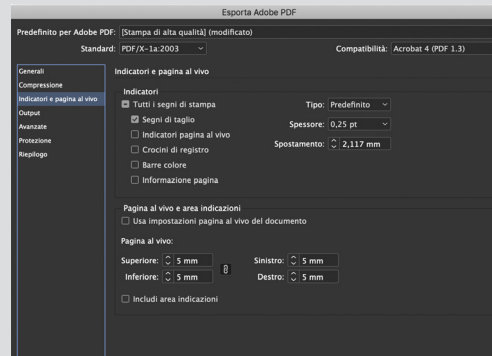 Esporta Adobe PDF
Predefinito per Adobe PDF: [Stampa di alta qualità] (modificato)
Standard: PDF/X-1a:2003 Compatibilità: Acrobat 4 (PDF 1.3)
Generali
Compressione
Indicatori e pagina al vivo
Output
Avanzate
Protezione
Riepilogo
Indicatori e pagina al vivo
Indicatori
Tutti i segni di stampa Tipo: Predefinito
Segni di taglio Spessore: 0,25 pt
Indicatori pagina al vivo Spostamento: 2,117 mm
Crocini di registro
Barre colore
Informazione pagina
Pagina al vivo e area indicazioni
Usa impostazioni pagina al vivo del documento
Pagina al vivo:
Superiore: 5 mm Sinistro: 5 mm
Inferiore: 5 mm Destro: 5 mm
Includi area indicazioni